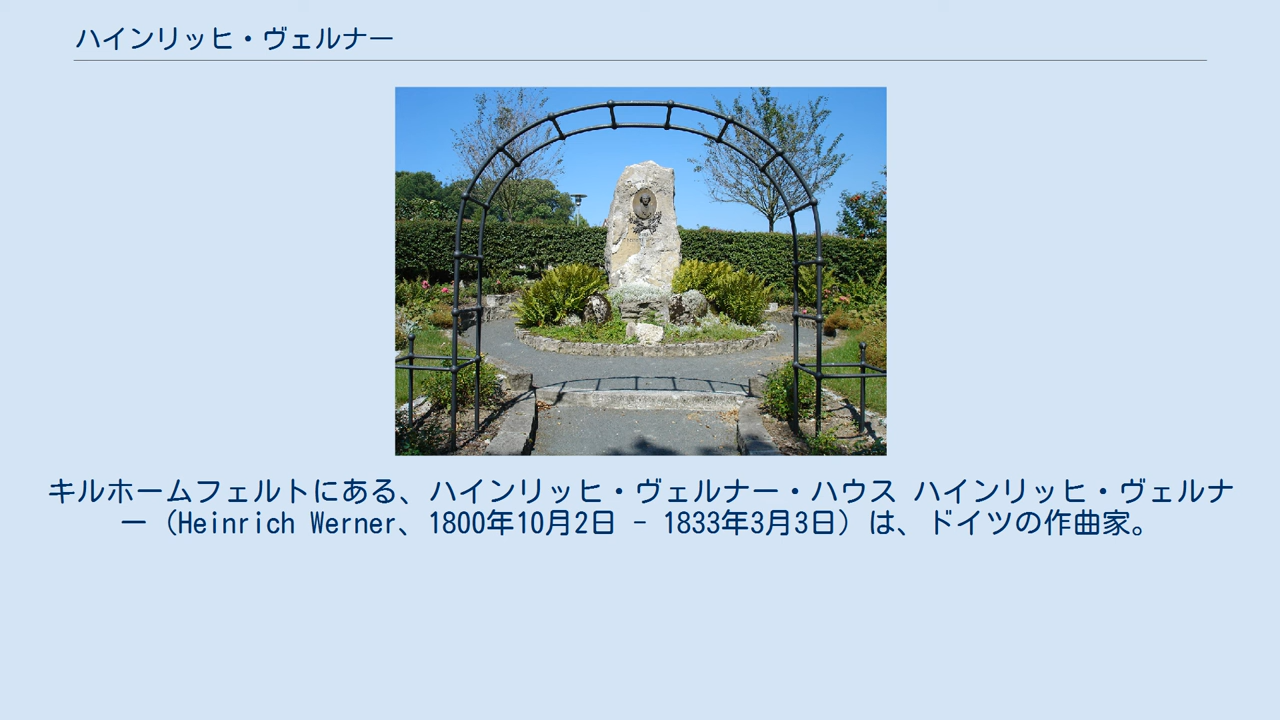 ハインリッヒ・ヴェルナー
キルホームフェルトにある、ハインリッヒ・ヴェルナー・ハウス ハインリッヒ・ヴェルナ
ー（Heinrich Werner、1800年10月2日 - 1833年3月3日）は、ドイツの作曲家。